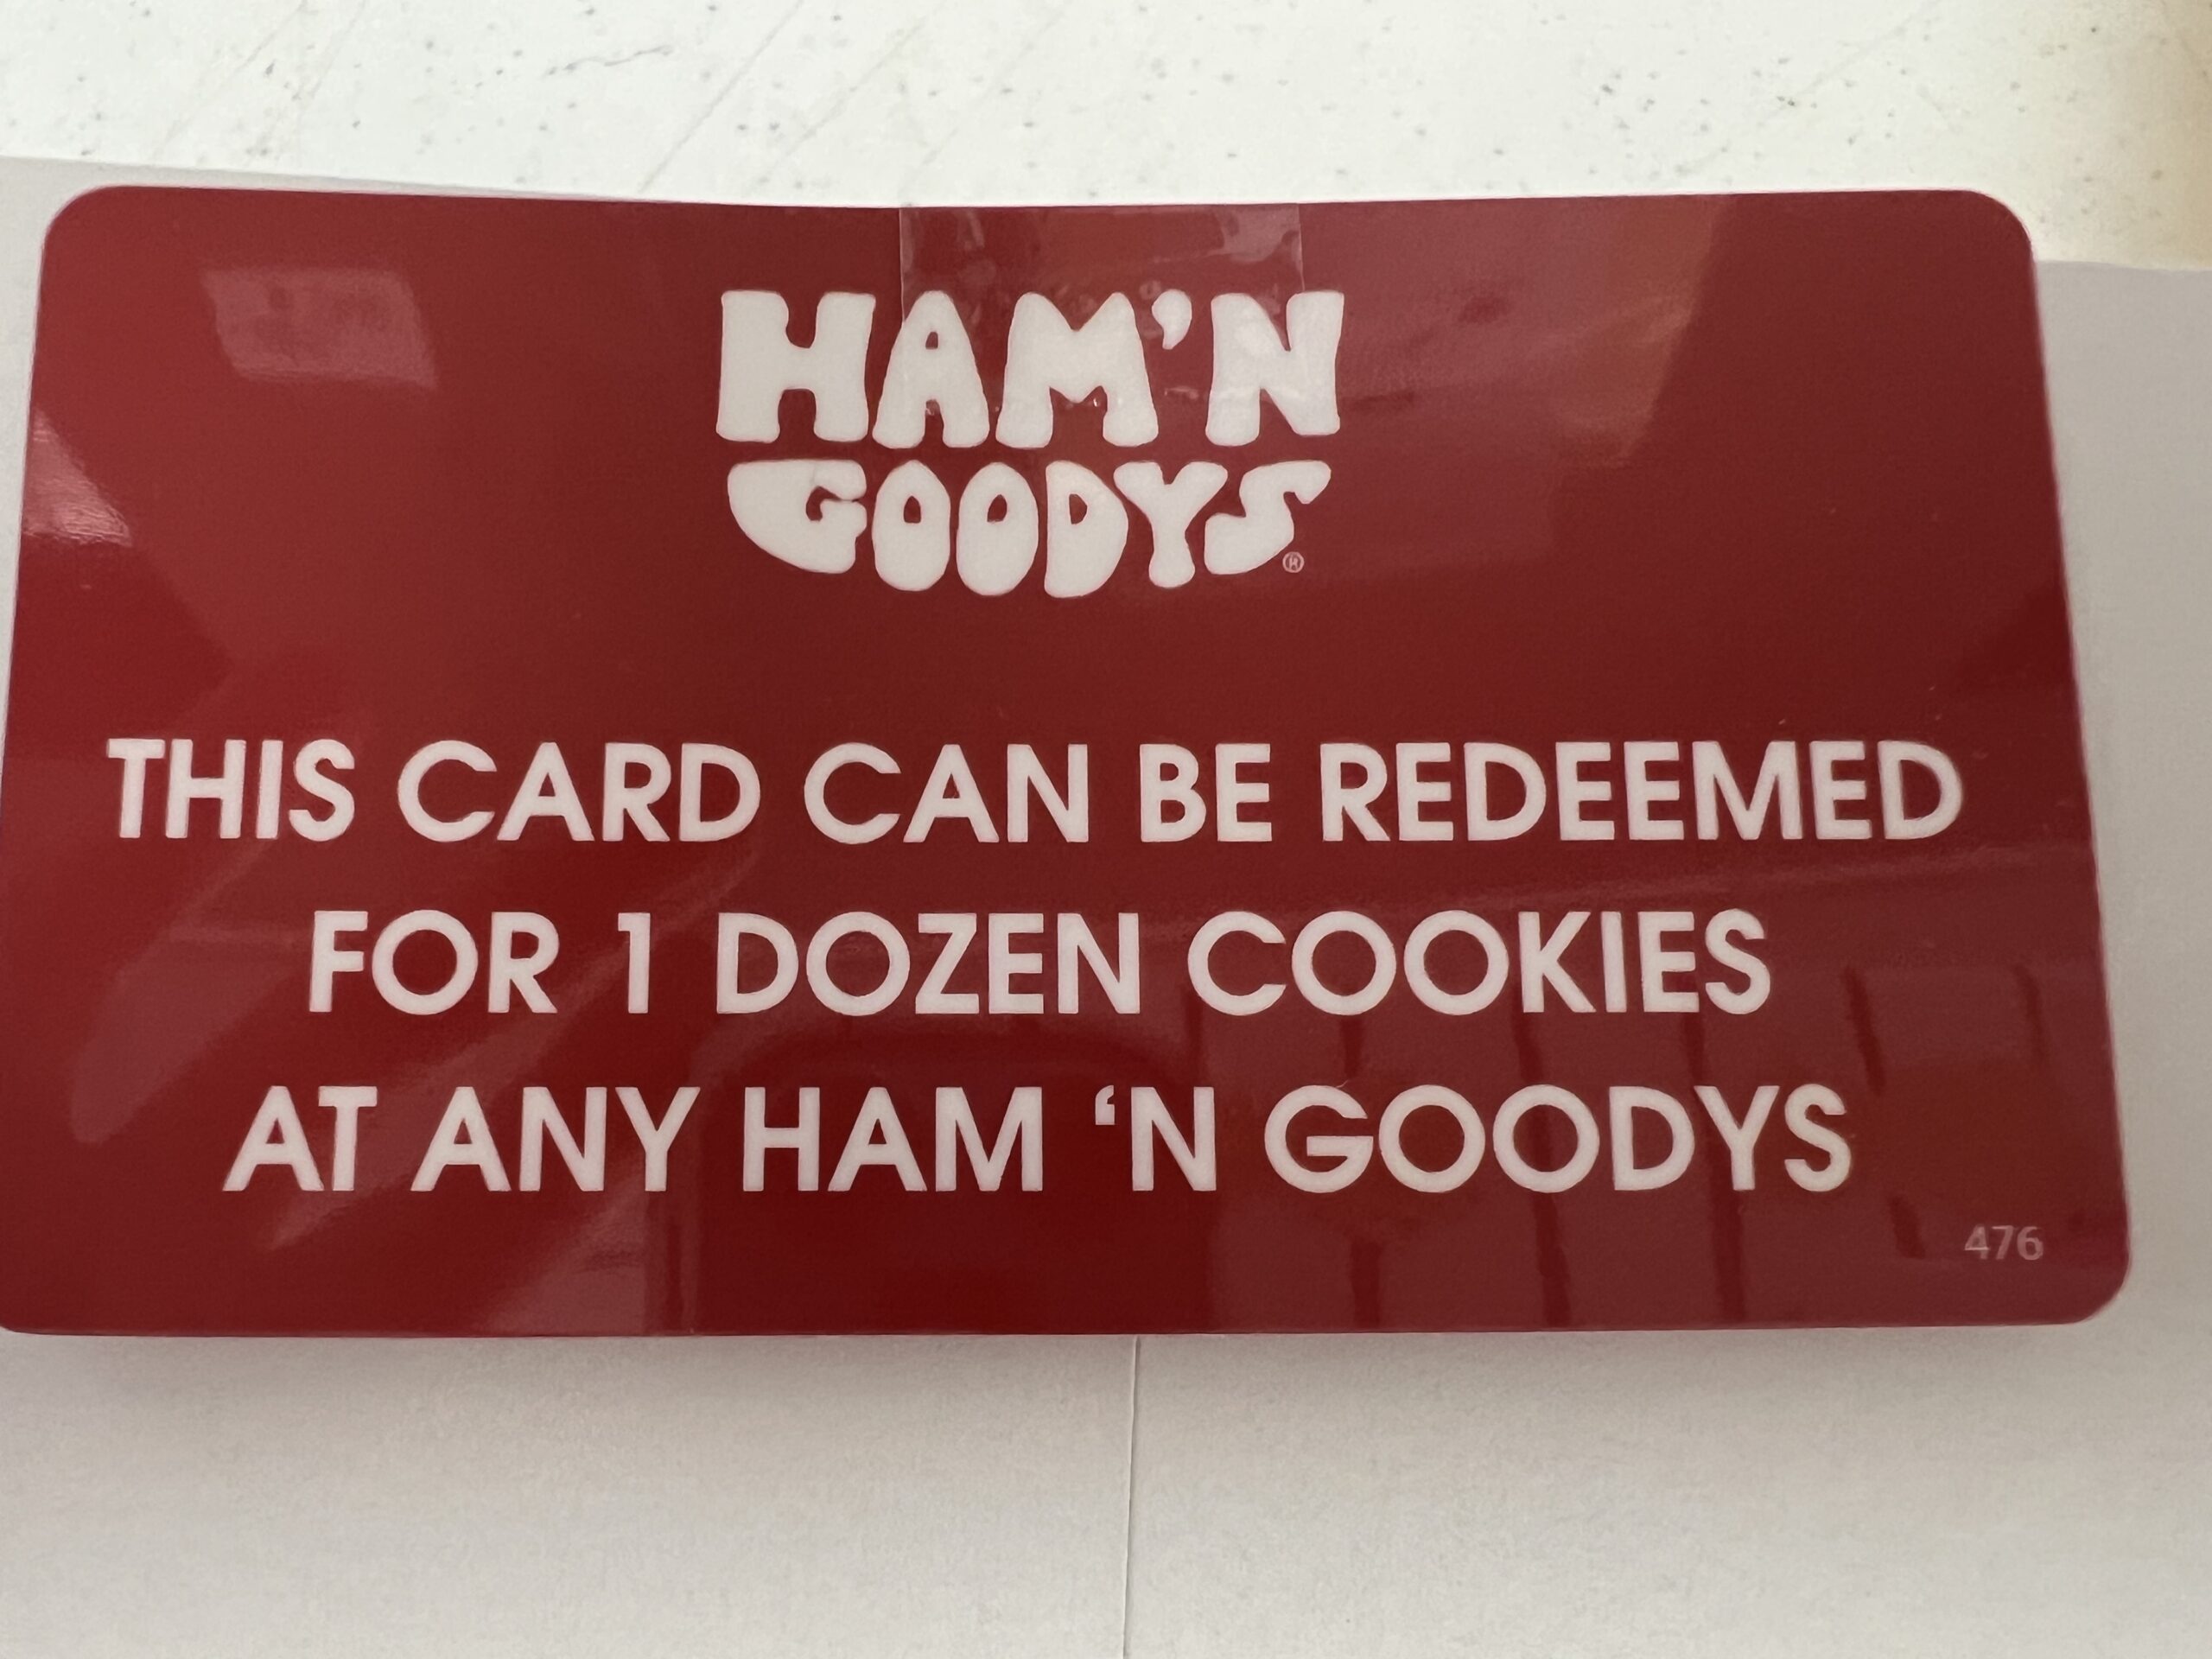 HAM'N
GOODYS®
THIS CARD CAN BE REDEEMED
FOR 1 DOZEN COOKIES
AT ANY HAM ‘N GOODYS
476